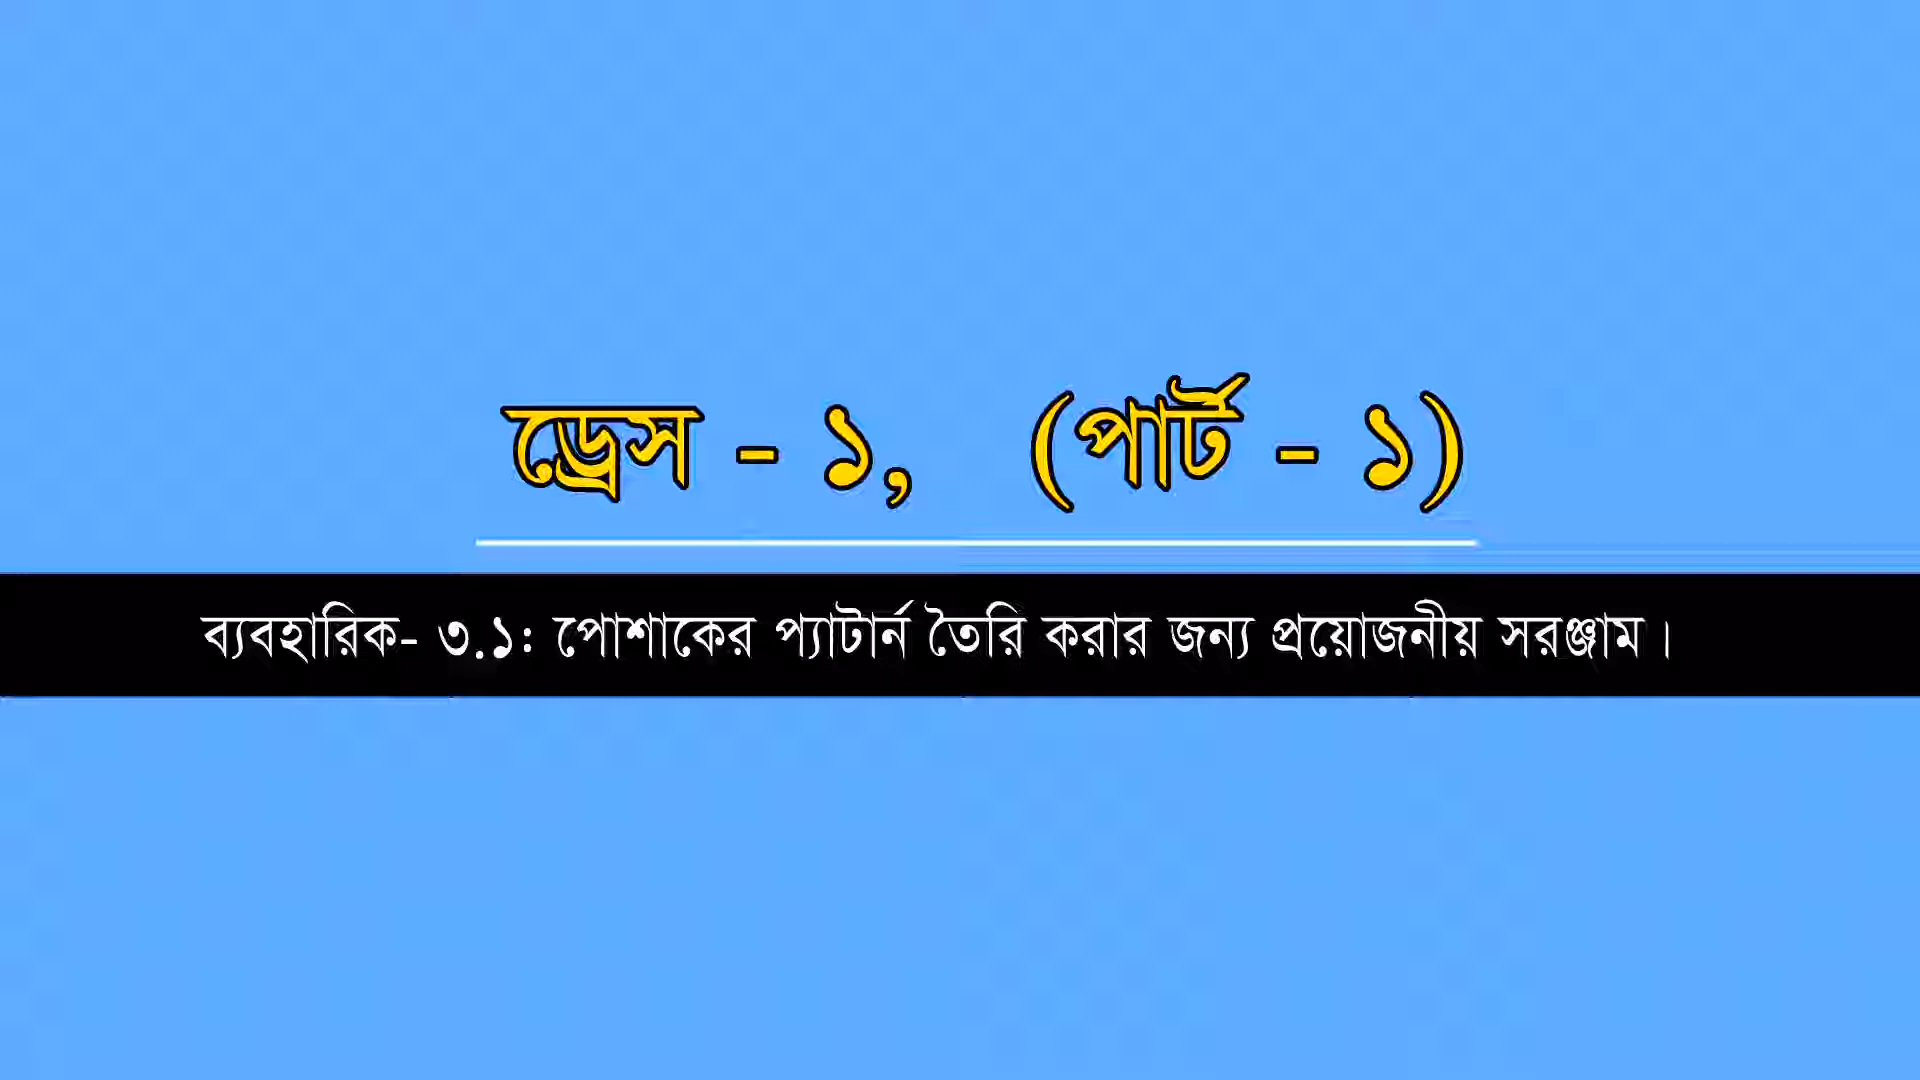 ড্রেস - ১, (পার্ট - ১)
ব্যবহারিক- ৩.১: পোশাকের প্যাটার্ন তৈরি করার জন্য প্রয়োজনীয় সরঞ্জাম।